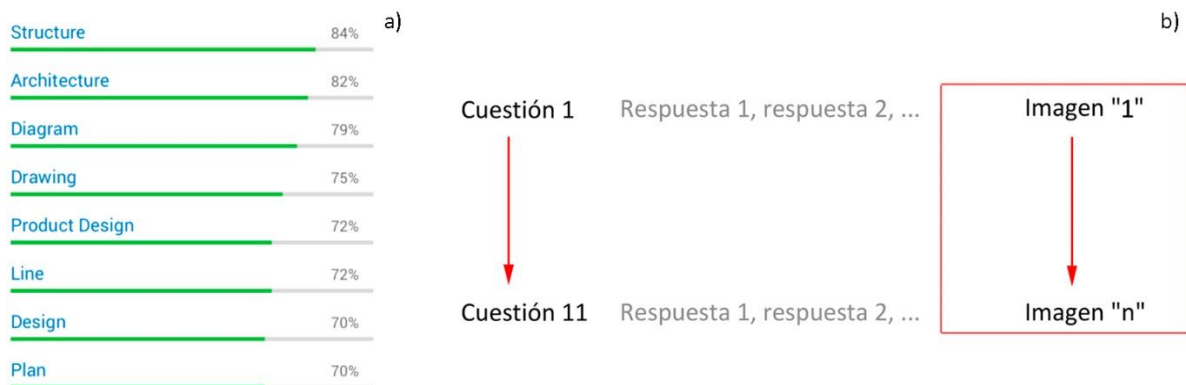 Structure 84%
Architecture 82%
Diagram 79%
Drawing 75%
Product Design 72%
Line 72%
Design 70%
Plan 70%
a)
b)
Cuestión 1 Respuesta 1, respuesta 2, ... Imagen "1"
Cuestión 11 Respuesta 1, respuesta 2, ... Imagen "n"